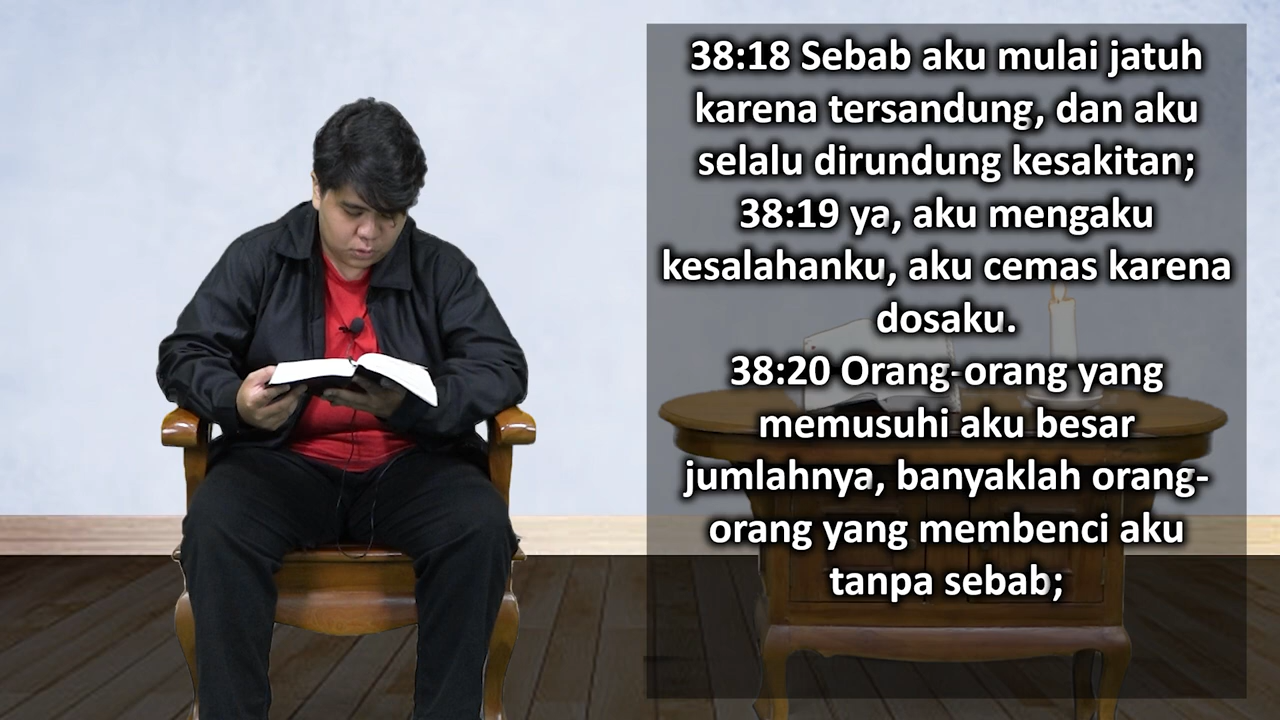 38:18 Sebab aku mulai jatuh
karena tersandung, dan aku
selalu dirundung kesakitan;
38:19 ya, aku mengaku
kesalahanku, aku cemas karena
dosaku.
38:20 Orang-orang yang
memusuhi aku besar
jumlahnya, banyaklah orang-
orang yang membenci aku
tanpa sebab;